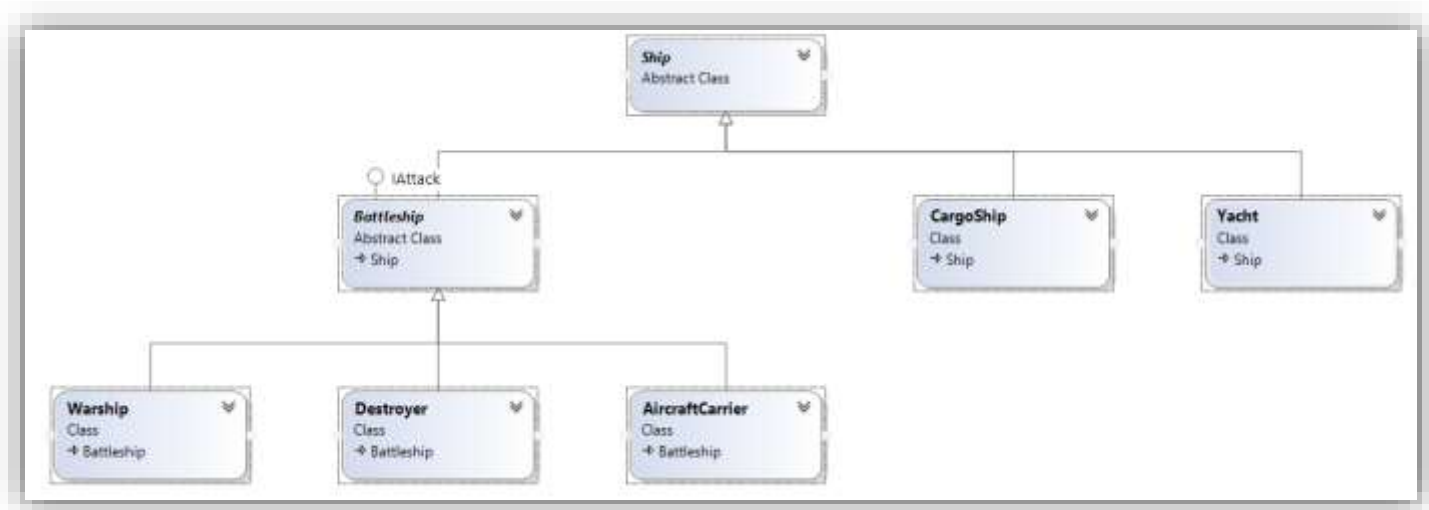 Ship
Abstract Class
IAttack
Battleship
Abstract Class
Ship
CargoShip
Class
Ship
Yacht
Class
Ship
Warship
Class
Battleship
Destroyer
Class
Battleship
AircraftCarrier
Class
Battleship